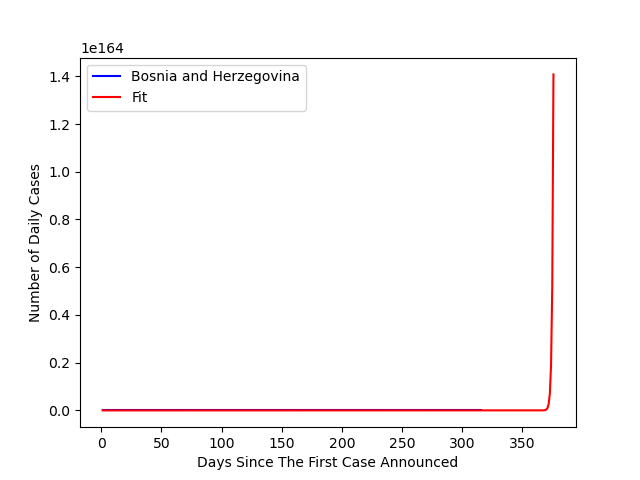 1e164
Bosnia and Herzegovina
Fit
1.4
1.2
1.0
0.8
0.6
0.4
0.2
0.0
Number of Daily Cases
0 50 100 150 200 250 300 350
Days Since The First Case Announced